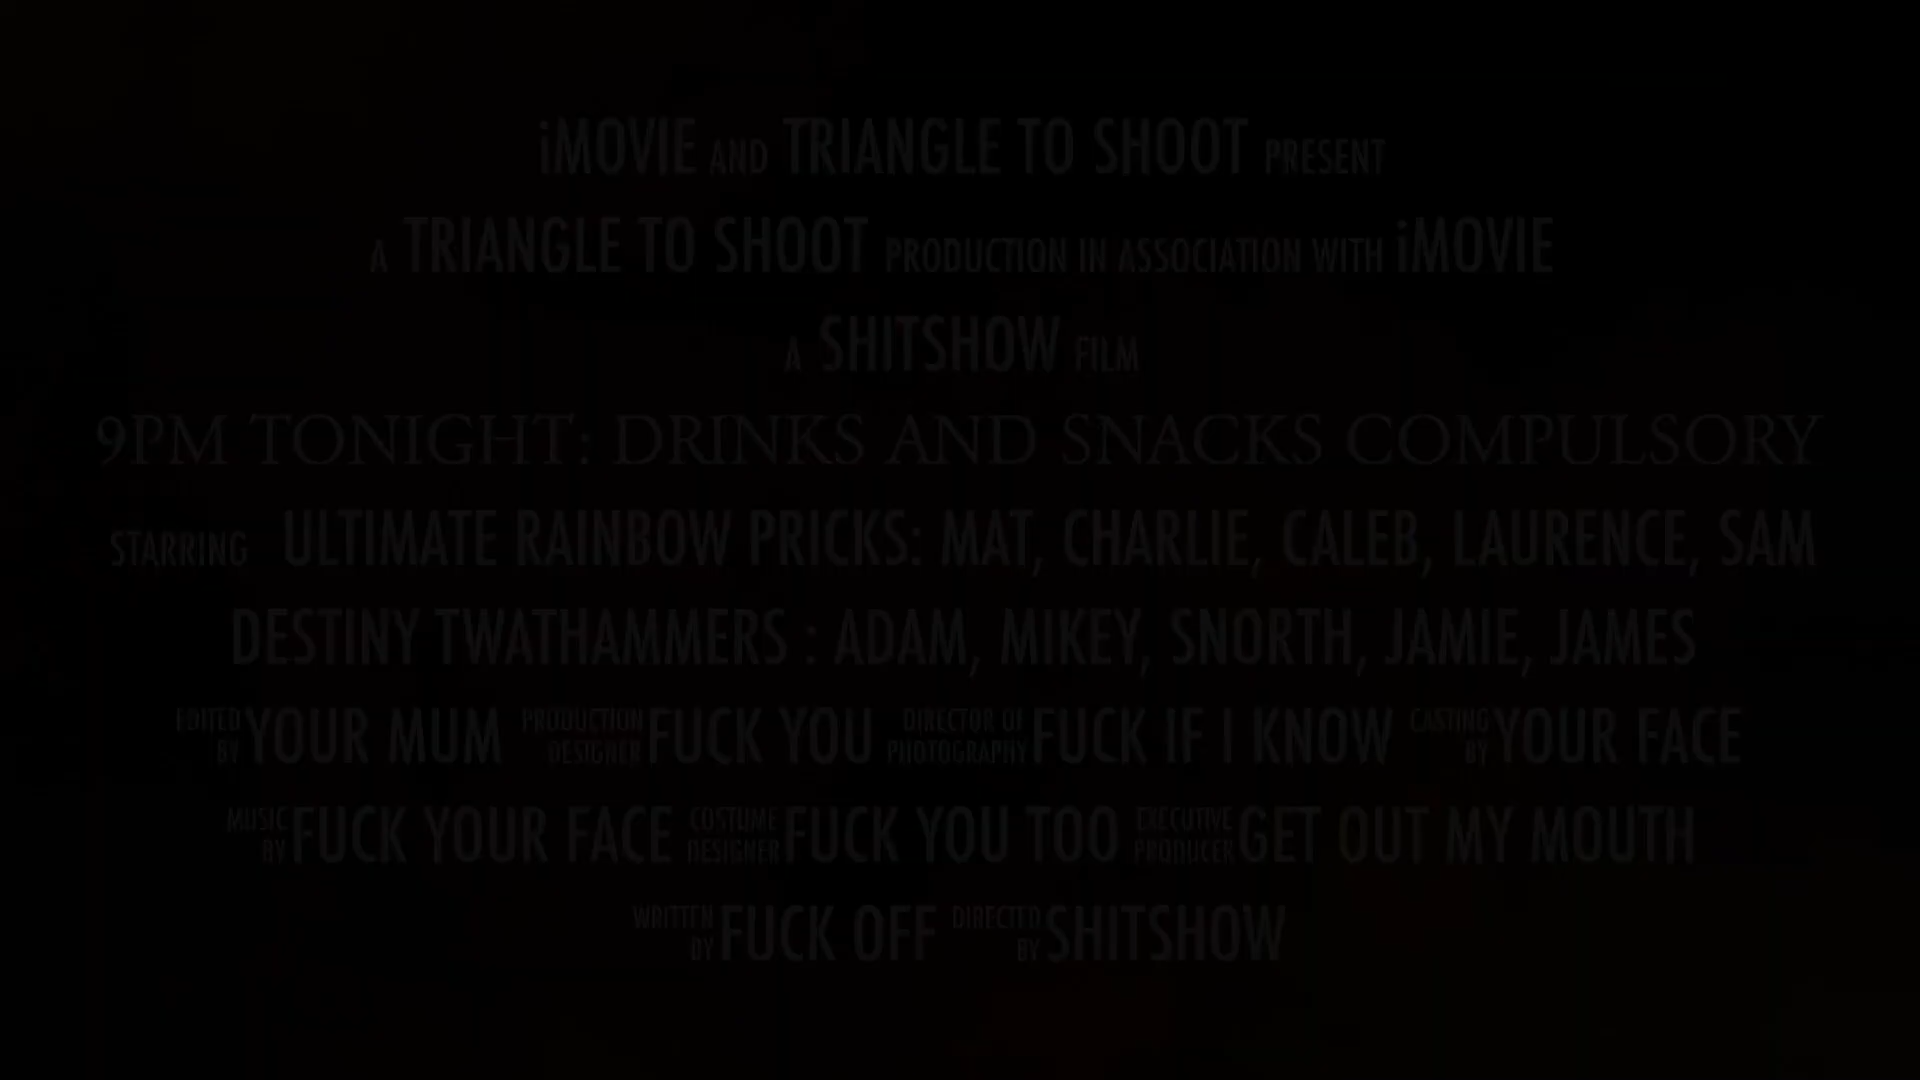 iMOVIE AND TRIANGLE TO SHOOT PRESENT
A TRIANGLE TO SHOOT PRODUCTION IN ASSOCIATION WITH iMOVIE
A SHITSHOW FILM
9PM TONIGHT: DRINKS AND SNACKS COMPULSORY
STARRING ULTIMATE RAINBOW PRICKS: MAT, CHARLIE, CALEB, LAURENCE, SAM
DESTINY TWATHAMMERS : ADAM, MIKEY, SNORTH, JAMIE, JAMES
EDITED BY YOUR MUM PRODUCTION DESIGNER FUCK YOU DIRECTOR OF PHOTOGRAPHY FUCK IF I KNOW CASTING BY YOUR FACE
MUSIC BY FUCK YOUR FACE COSTUME DESIGNER FUCK YOU TOO EXECUTIVE PRODUCER GET OUT MY MOUTH
WRITTEN BY FUCK OFF DIRECTED BY SHITSHOW